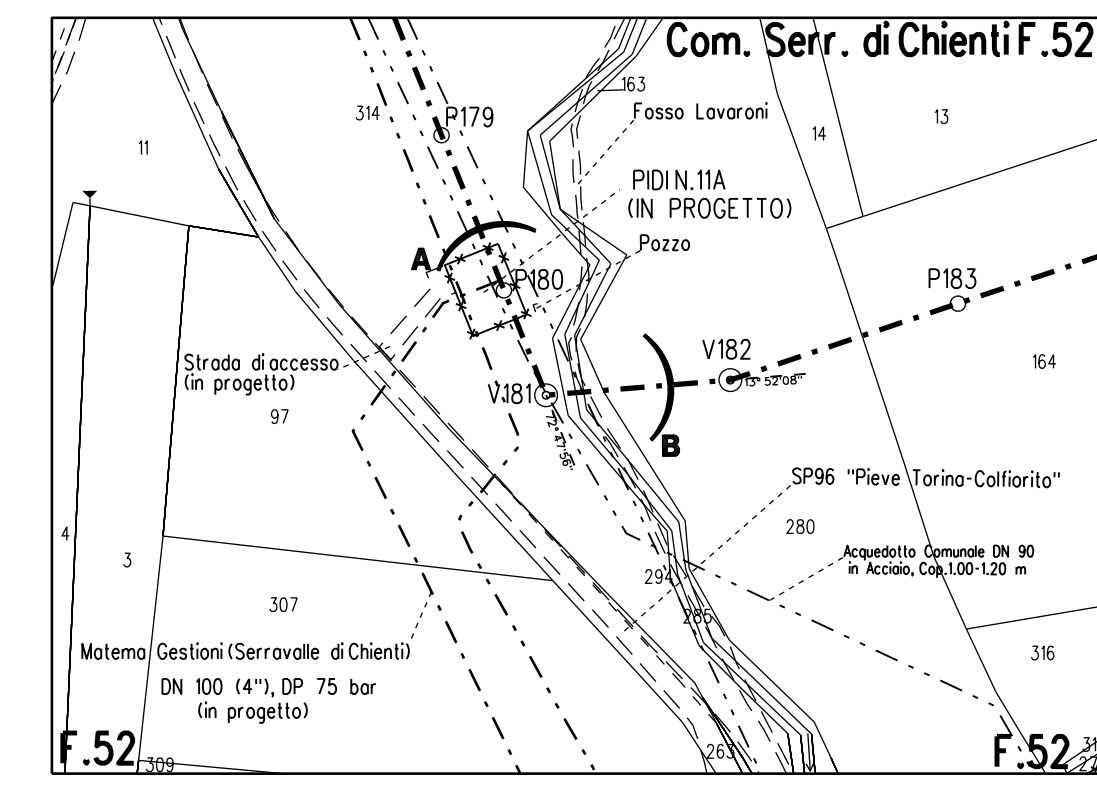 Com. Serr. di Chienti F.52
163
314
P179
Fosso Lavaroni
13
14
11
PIDI N.11A
(IN PROGETTO)
Pozzo
A
P180
P183
Strada di accesso
(in progetto)
V181
V182
13° 52'08"
164
97
72° 47'56"
B
SP96 "Pieve Torina-Colfiorito"
280
4
3
Acquedotto Comunale DN 90
in Acciaio, Cop.1.00-1.20 m
294
307
285
Matema Gestioni (Serravalle di Chienti)
316
DN 100 (4"), DP 75 bar
(in progetto)
F.52
309
263
F.52